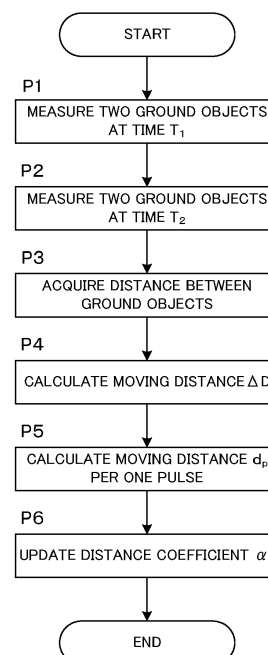 START
P1
MEASURE TWO GROUND OBJECTS
AT TIME T₁
P2
MEASURE TWO GROUND OBJECTS
AT TIME T₂
P3
ACQUIRE DISTANCE BETWEEN
GROUND OBJECTS
P4
CALCULATE MOVING DISTANCE ΔD
P5
CALCULATE MOVING DISTANCE dₚ
PER ONE PULSE
P6
UPDATE DISTANCE COEFFICIENT α
END